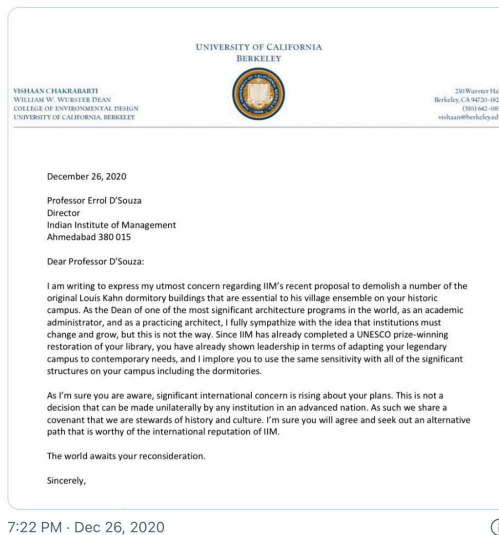 UNIVERSITY OF CALIFORNIA
BERKELEY
VISHAAN CHAKRABARTI
WILLIAM W. WURSTER DEAN
COLLEGE OF ENVIRONMENTAL DESIGN
UNIVERSITY OF CALIFORNIA, BERKELEY
230 Wurster
Berkeley, CA
(510)
December 26, 2020
Professor Errol D'Souza
Director
Indian Institute of Management
Ahmedabad 380 015
Dear Professor D'Souza:
I am writing to express my utmost concern regarding IIM's recent proposal to demolish a number of the
original Louis Kahn dormitory buildings that are essential to his village ensemble on your historic
campus. As the Dean of one of the most significant architecture programs in the world, as an academic
administrator, and as a practicing architect, I fully sympathize with the idea that institutions must
change and grow, but this is not the way. Since IIM has already completed a UNESCO prize-winning
restoration of your library, you have already shown leadership in terms of adapting your legendary
campus to contemporary needs, and I implore you to use the same sensitivity with all of the significant
structures on your campus including the dormitories.
As I'm sure you are aware, significant international concern is rising about your plans. This is not a
decision that can be made unilaterally by any institution in an advanced nation. As such we share a
covenant that we are stewards of history and culture. I'm sure you will agree and seek out an alternative
path that is worthy of the international reputation of IIM.
The world awaits your reconsideration.
Sincerely,
7:22 PM · Dec 26, 2020